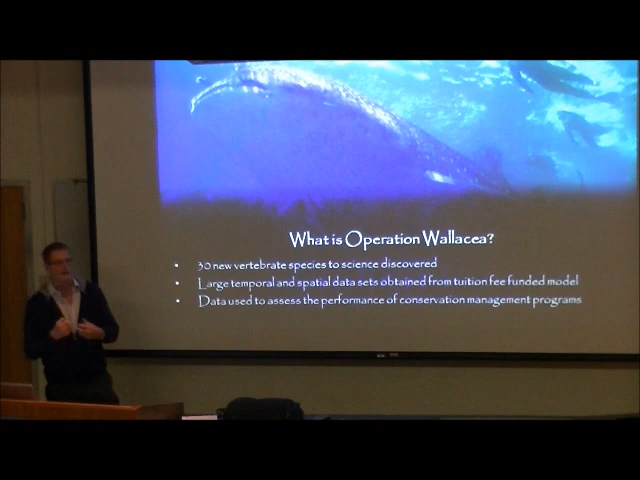 What is Operation Wallacea?
• 30 new vertebrate species to science discovered
• Large temporal and spatial data sets obtained from tuition fee funded model
• Data used to assess the performance of conservation management programs